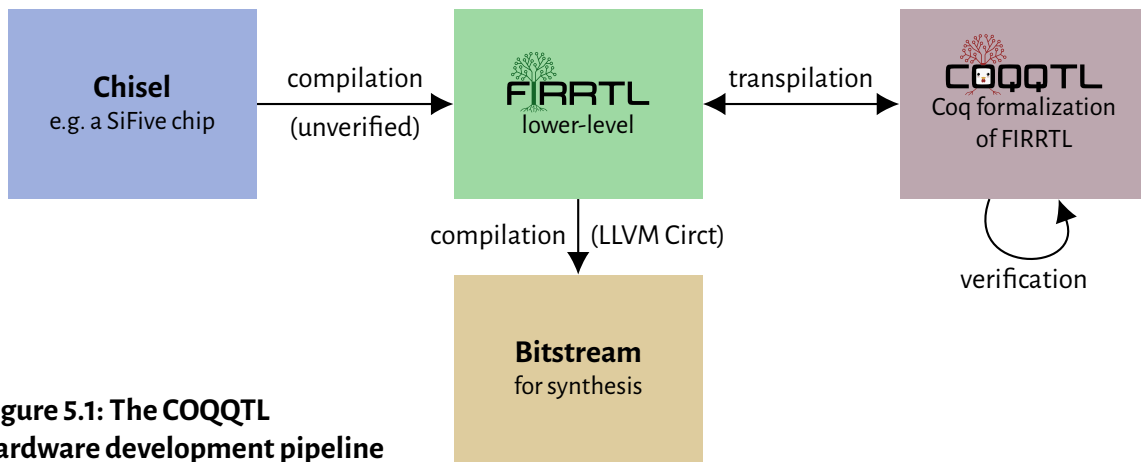 Chisel
e.g. a SiFive chip
compilation
(unverified)
FIRRTL
lower-level
transpilation
COQQTL
Coq formalization
of FIRRTL
compilation
(LLVM Circt)
verification
Bitstream
for synthesis
igure 5.1: The COQQTL
ardware development pipeline